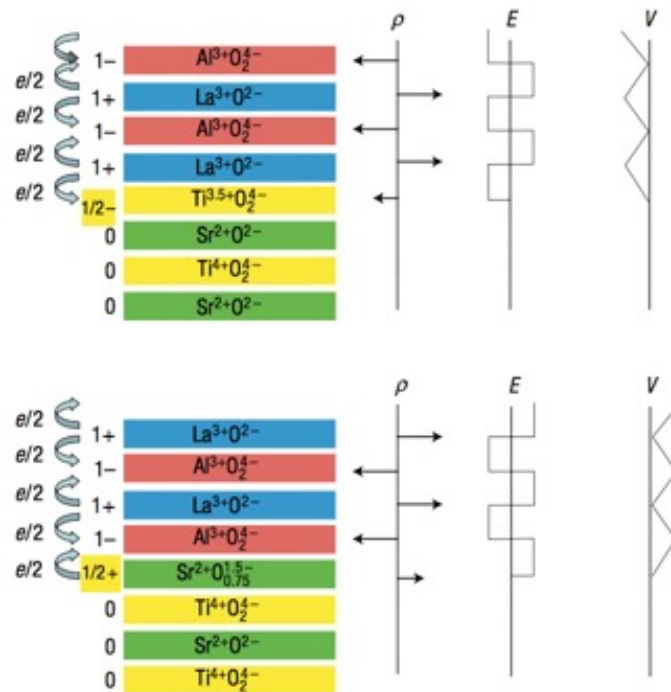 ρ E V
1– Al³⁺O₂⁴⁻
e/2
1+ La³⁺O²⁻
e/2
1– Al³⁺O₂⁴⁻
e/2
1+ La³⁺O²⁻
e/2
1/2– Ti³·⁵⁺O₂⁴⁻
0 Sr²⁺O²⁻
0 Ti⁴⁺O₂⁴⁻
0 Sr²⁺O²⁻
ρ E V
e/2
1+ La³⁺O²⁻
e/2
1– Al³⁺O₂⁴⁻
e/2
1+ La³⁺O²⁻
e/2
1– Al³⁺O₂⁴⁻
e/2 1/2+ Sr²⁺O₀.₇₅¹·⁵⁻
0 Ti⁴⁺O₂⁴⁻
0 Sr²⁺O²⁻
0 Ti⁴⁺O₂⁴⁻